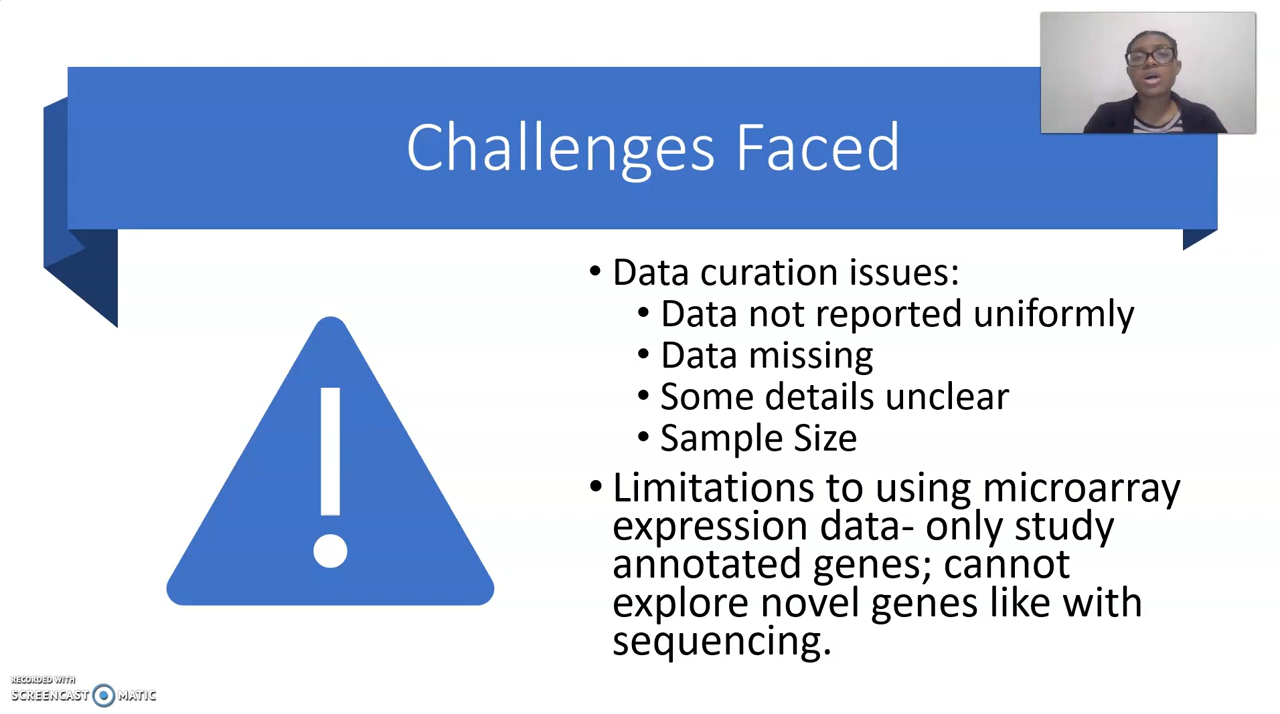 Challenges Faced
• Data curation issues:
• Data not reported uniformly
• Data missing
• Some details unclear
• Sample Size
• Limitations to using microarray
expression data- only study
annotated genes; cannot
explore novel genes like with
sequencing.
RECORDED WITH
SCREENCAST MATIC